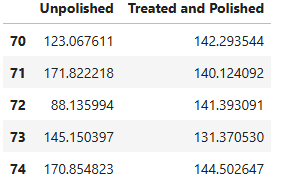 Unpolished Treated and Polished
70 123.067611 142.293544
71 171.822218 140.124092
72 88.135994 141.393091
73 145.150397 131.370530
74 170.854823 144.502647